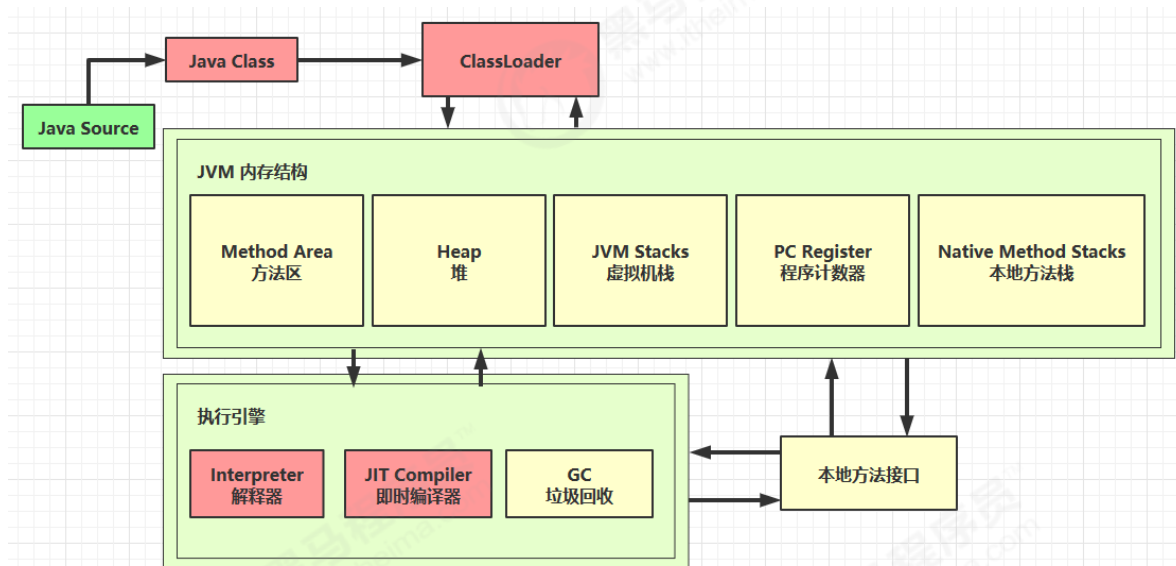 Java Class
ClassLoader
Java Source
JVM 内存结构
Method Area
方法区
Heap
堆
JVM Stacks
虚拟机栈
PC Register
程序计数器
Native Method Stacks
本地方法栈
执行引擎
Interpreter
解释器
JIT Compiler
即时编译器
GC
垃圾回收
本地方法接口